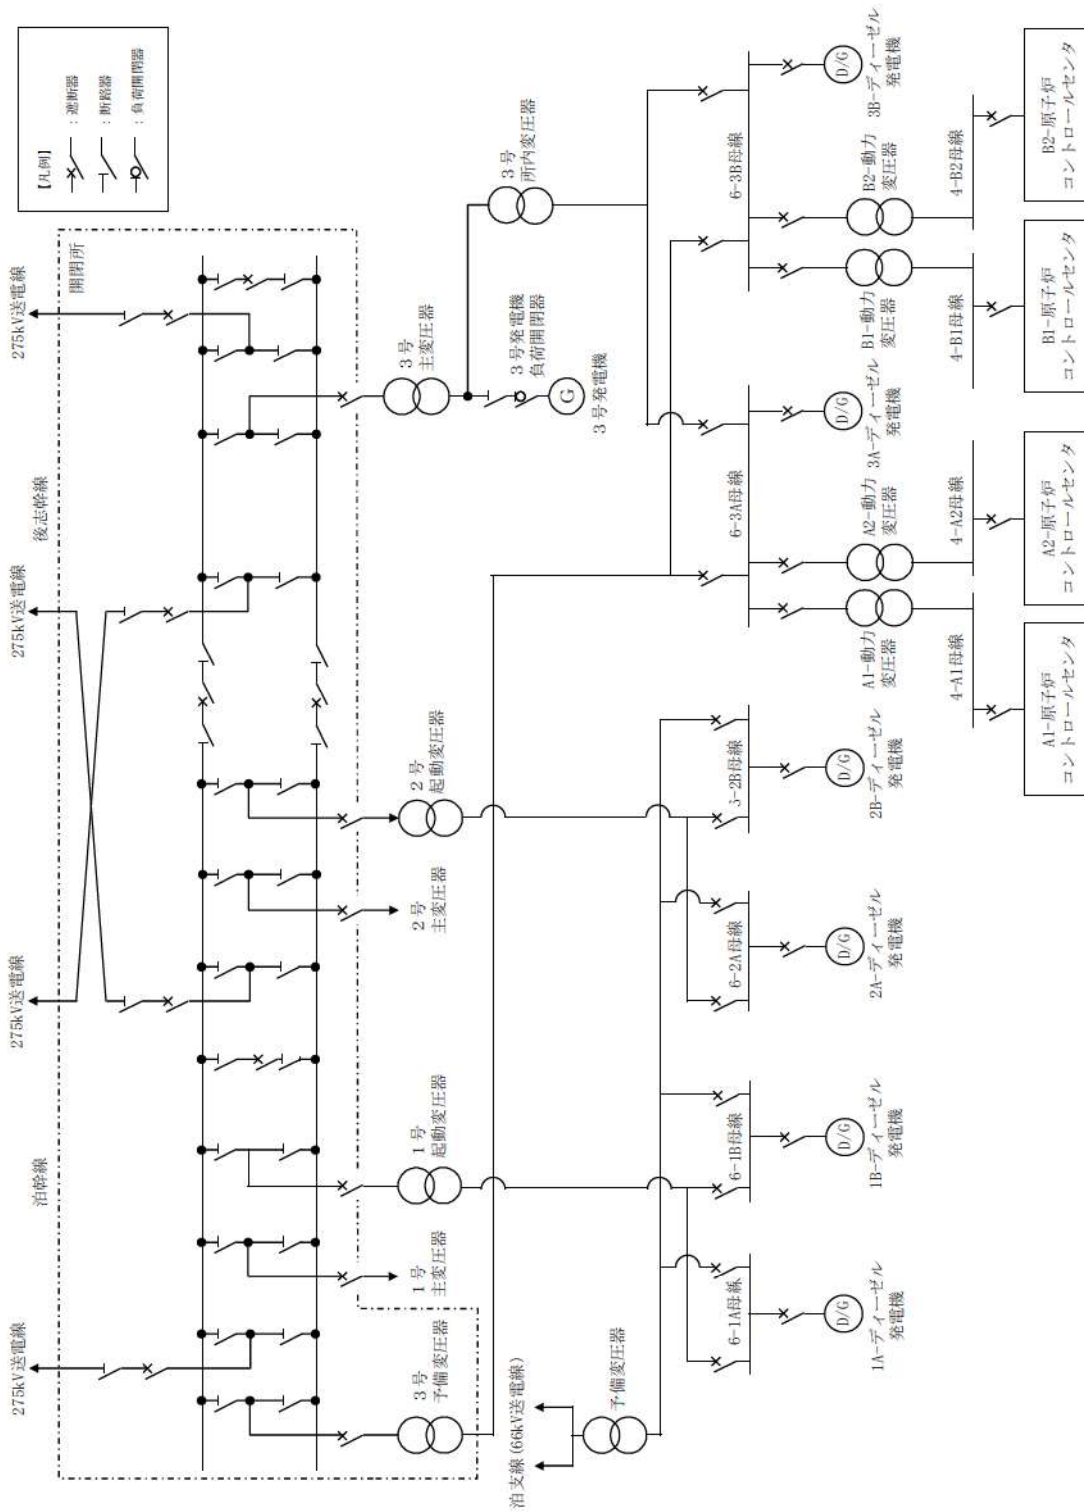 【凡例】
：遮断器
：断路器
：負荷開閉器
開閉所
275kV送電線
泊幹線
275kV送電線
275kV送電線
後志幹線
275kV送電線
3号
予備変圧器
1号
主変圧器
1号
起動変圧器
2号
主変圧器
2号
起動変圧器
3号
主変圧器
3号発電機
負荷開閉器
G
3号発電機
3号
所内変圧器
泊支線(66kV送電線)
予備変圧器
6-1A母線
D/G
1A-ディーゼル
発電機
6-1B母線
D/G
1B-ディーゼル
発電機
6-2A母線
D/G
2A-ディーゼル
発電機
-2B母線
D/G
2B-ディーゼル
発電機
6-3A母線
A1-動力
変圧器
A2-動力
変圧器
D/G
3A-ディーゼル
発電機
6-3B母線
B1-動力
変圧器
B2-動力
変圧器
D/G
3B-ディーゼル
発電機
4-A1母線
4-A2母線
4-B1母線
4-B2母線
A1-原子炉
コントロールセンタ
A2-原子炉
コントロールセンタ
B1-原子炉
コントロールセンタ
B2-原子炉
コントロールセンタ